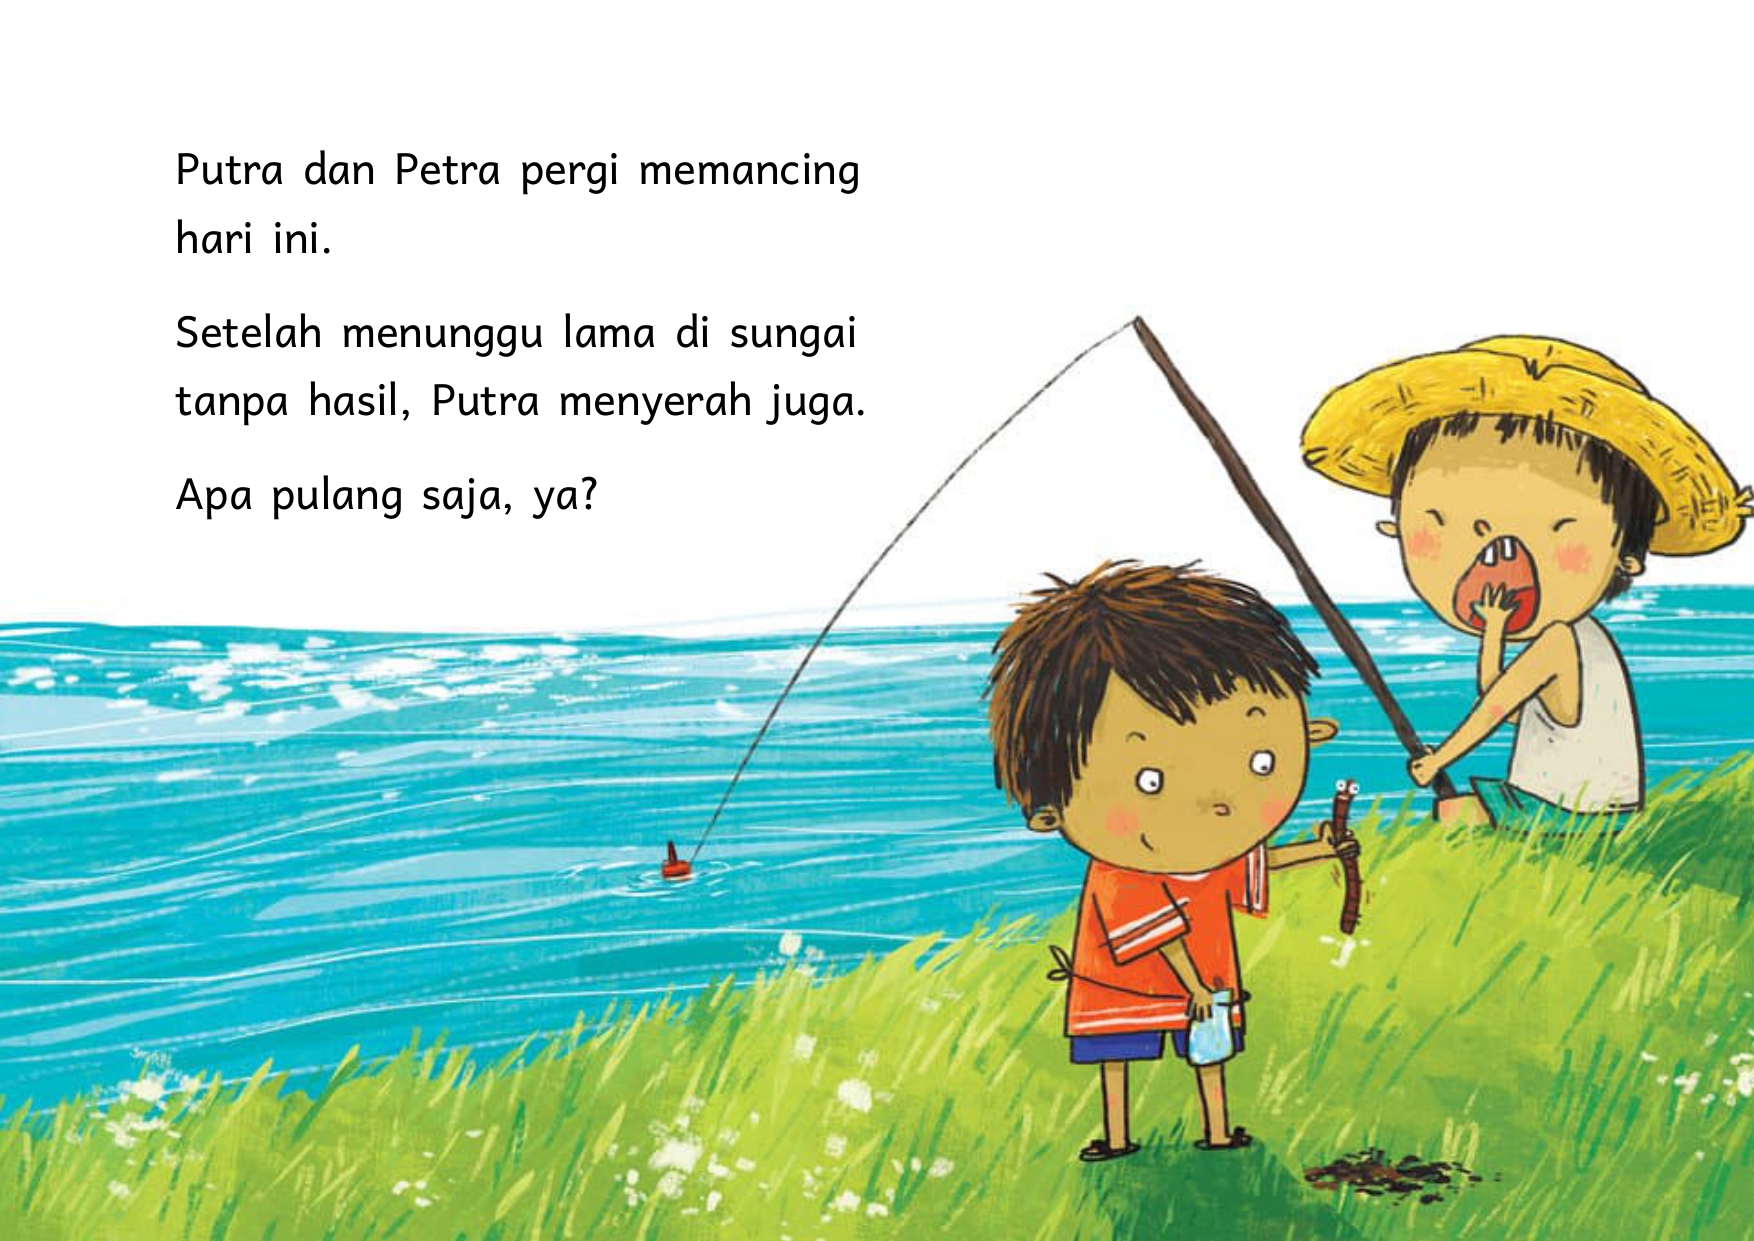 Putra dan Petra pergi memancing
hari ini.
Setelah menunggu lama di sungai
tanpa hasil, Putra menyerah juga.
Apa pulang saja, ya?